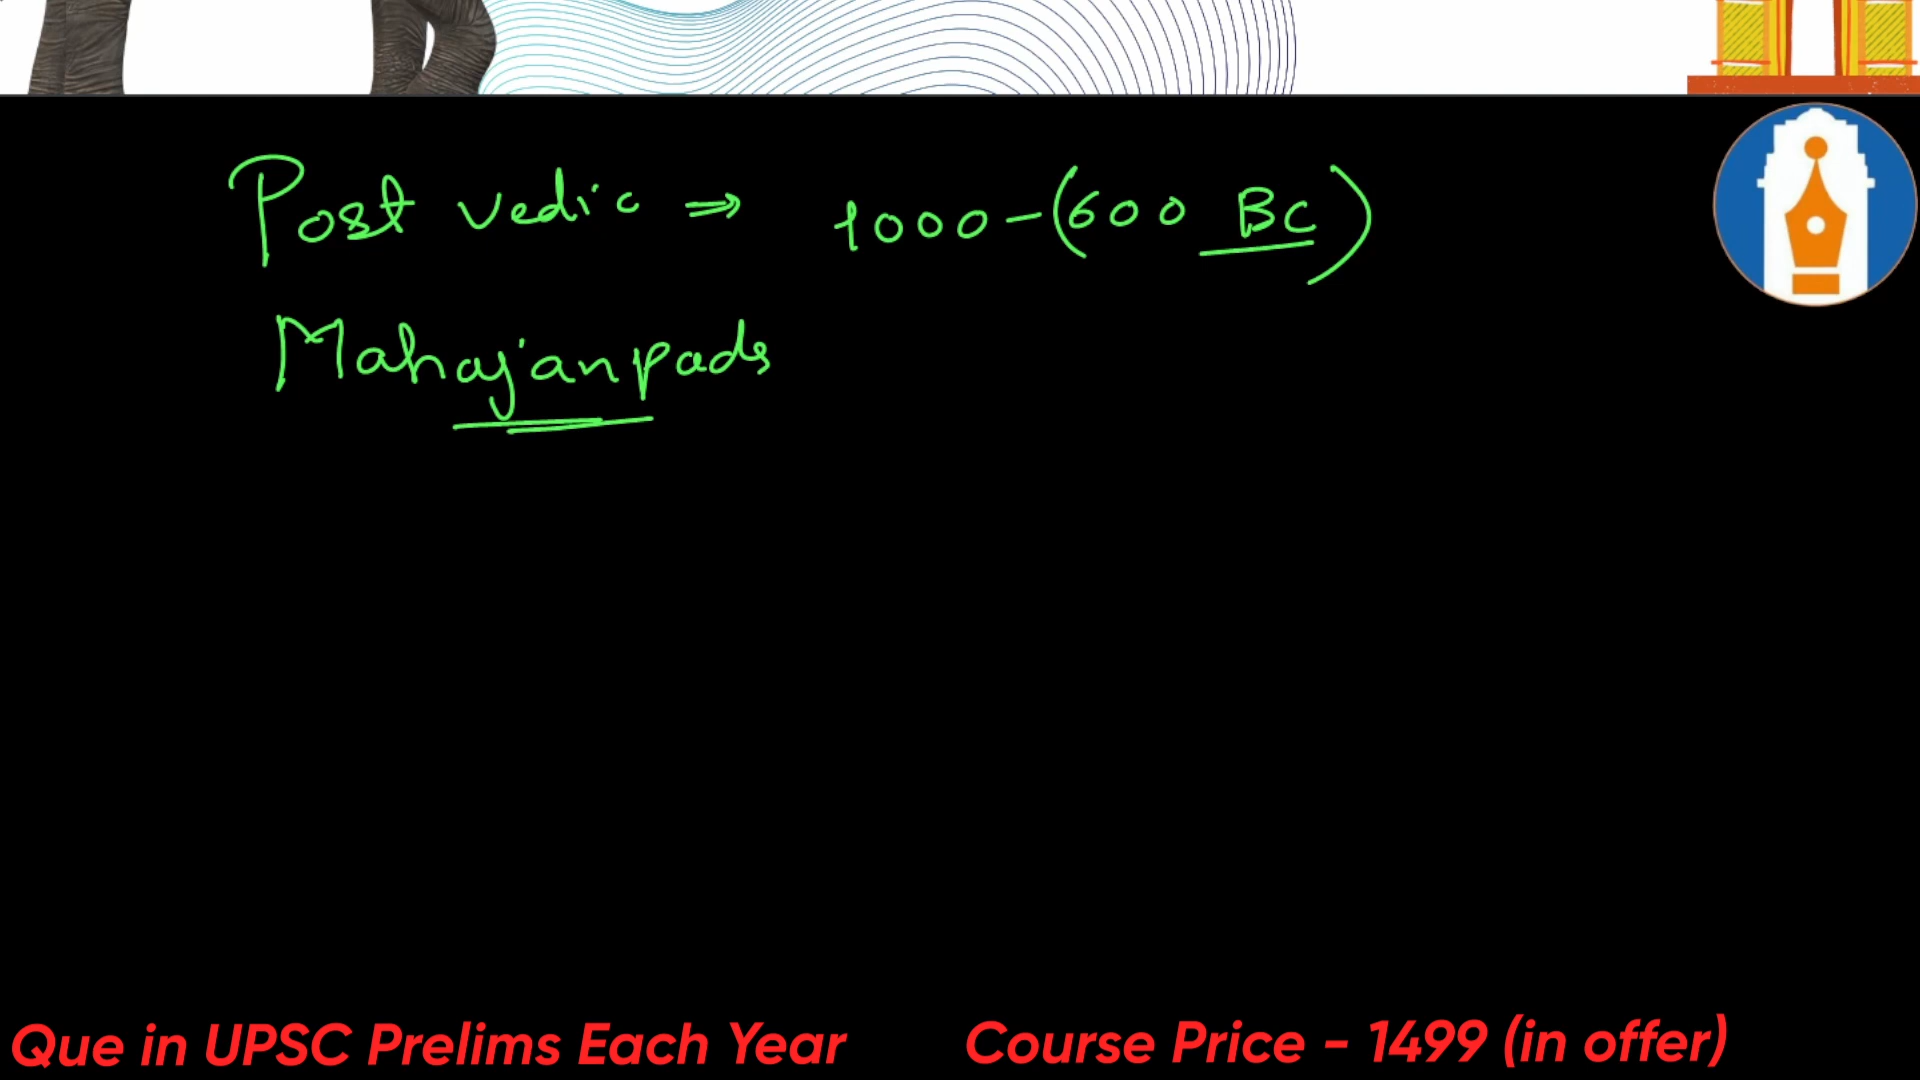 Post vedic ⇒ 1000-(600 BC)
Mahajanpads
Que in UPSC Prelims Each Year
Course Price - 1499 (in offer)